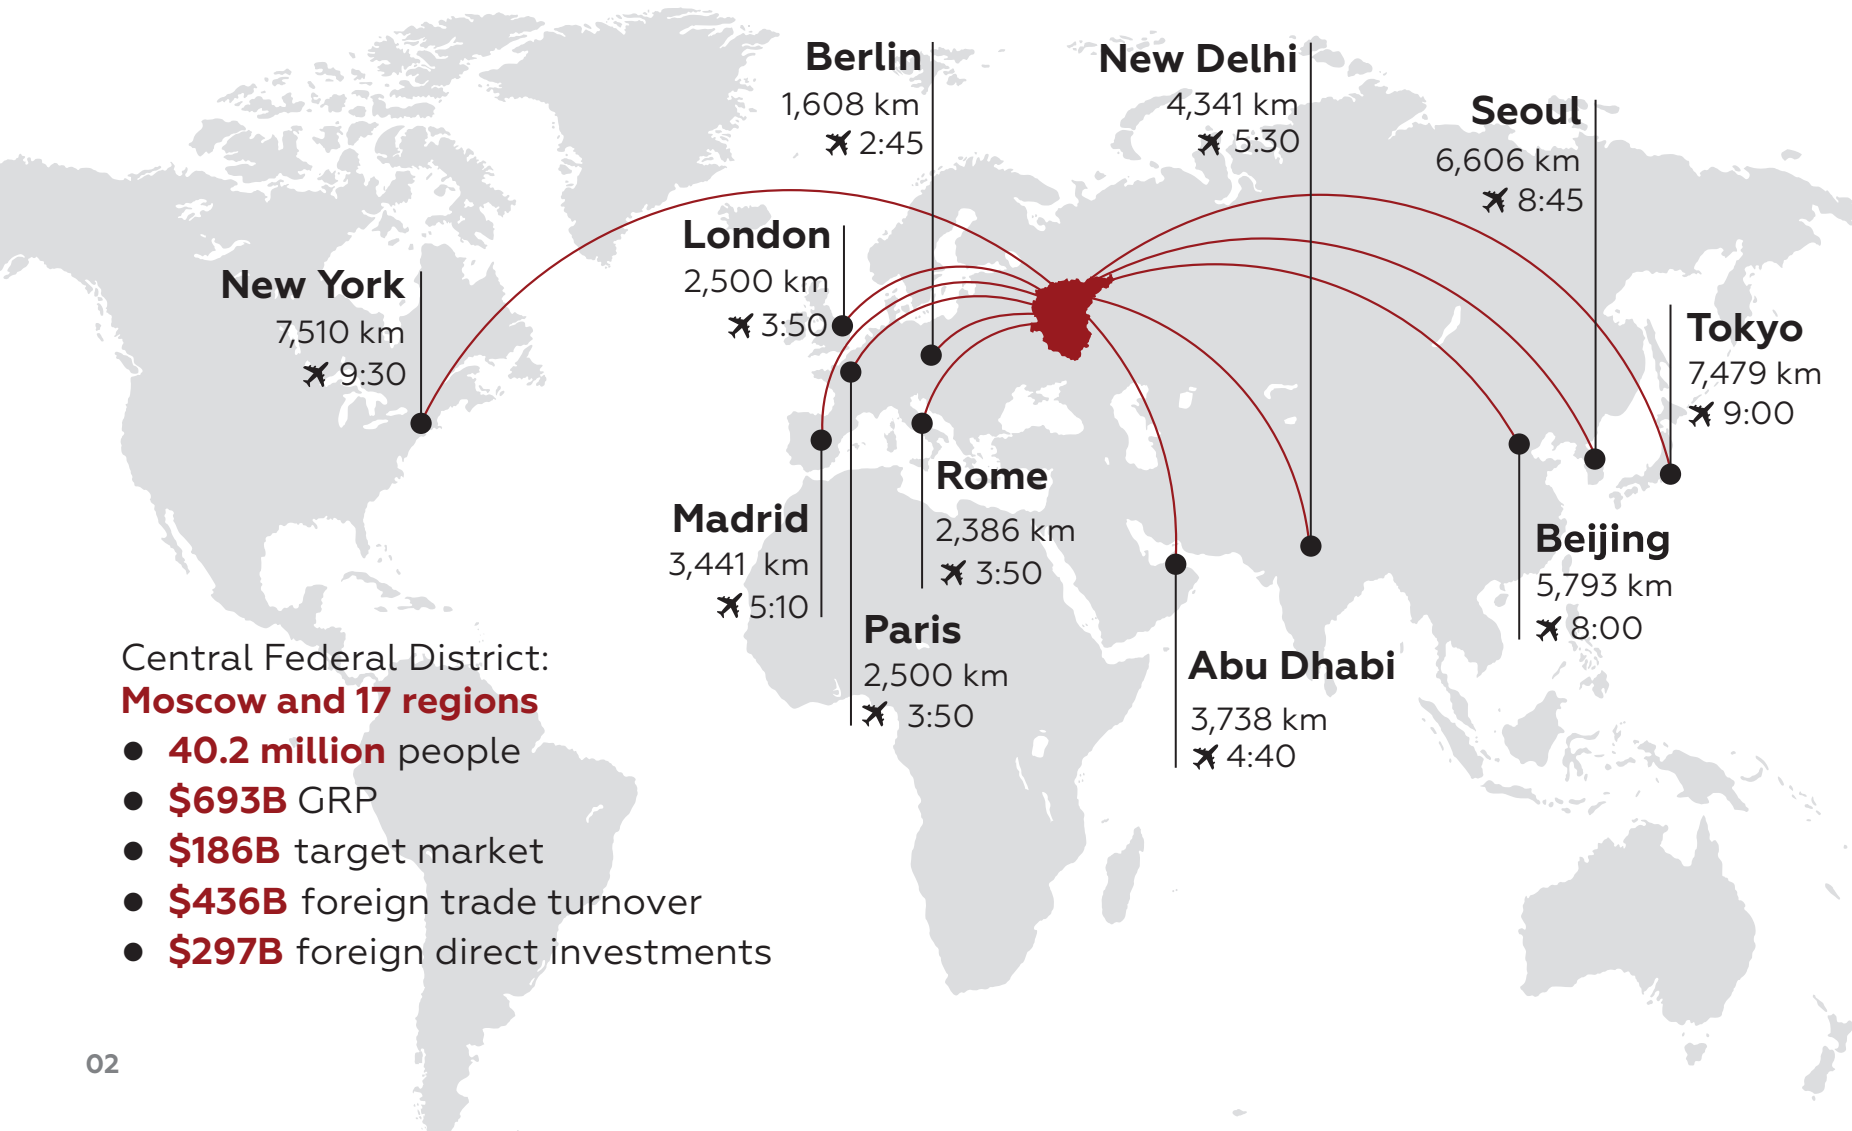 Berlin
1,608 km
2:45
New Delhi
4,341 km
5:30
Seoul
6,606 km
8:45
London
2,500 km
3:50
New York
7,510 km
9:30
Tokyo
7,479 km
9:00
Rome
2,386 km
3:50
Madrid
3,441 km
5:10
Beijing
5,793 km
8:00
Paris
2,500 km
3:50
Abu Dhabi
3,738 km
4:40
Central Federal District:
Moscow and 17 regions
● 40.2 million people
● $693B GRP
● $186B target market
● $436B foreign trade turnover
● $297B foreign direct investments
02